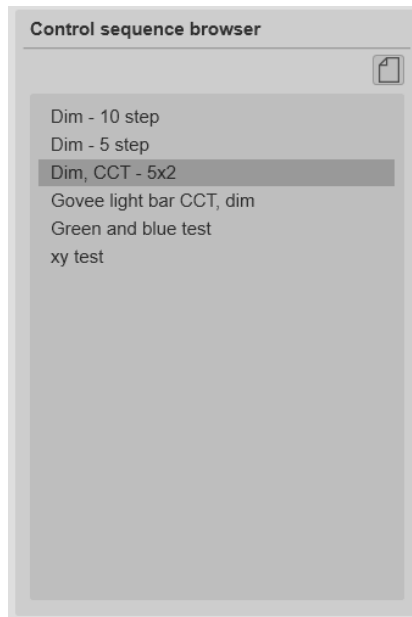 Control sequence browser
Dim - 10 step
Dim - 5 step
Dim, CCT - 5x2
Govee light bar CCT, dim
Green and blue test
xy test